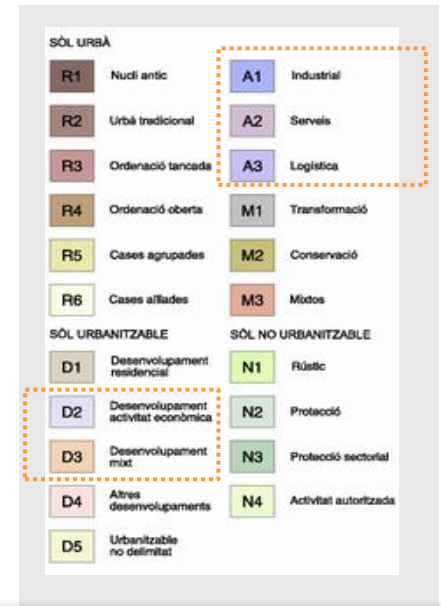 SÒL URBÀ
R1 Nucli antic
R2 Urbà tradicional
R3 Ordenació tancada
R4 Ordenació oberta
R5 Cases agrupades
R6 Cases aïllades
A1 Industrial
A2 Serveis
A3 Logística
M1 Transformació
M2 Conservació
M3 Mixtos
SÒL URBANITZABLE
D1 Desenvolupament
residencial
D2 Desenvolupament
activitat econòmica
D3 Desenvolupament
mixt
D4 Altres
desenvolupaments
D5 Urbanitzable
no delimitat
SÒL NO URBANITZABLE
N1 Rústic
N2 Protecció
N3 Protecció sectorial
N4 Activitat autoritzada